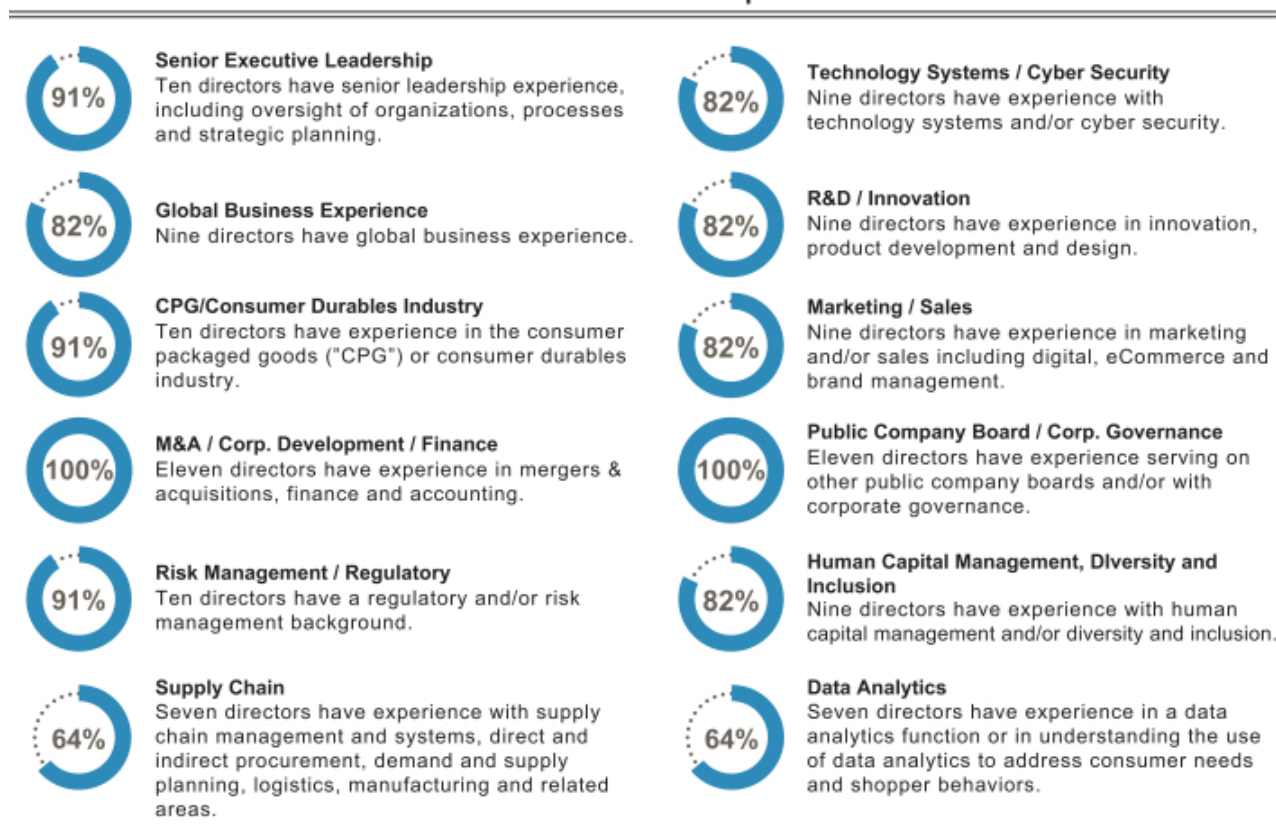 91%
Senior Executive Leadership
Ten directors have senior leadership experience,
including oversight of organizations, processes
and strategic planning.
82%
Global Business Experience
Nine directors have global business experience.
91%
CPG/Consumer Durables Industry
Ten directors have experience in the consumer
packaged goods ("CPG") or consumer durables
industry.
100%
M&A / Corp. Development / Finance
Eleven directors have experience in mergers &
acquisitions, finance and accounting.
91%
Risk Management / Regulatory
Ten directors have a regulatory and/or risk
management background.
64%
Supply Chain
Seven directors have experience with supply
chain management and systems, direct and
indirect procurement, demand and supply
planning, logistics, manufacturing and related
areas.
82%
Technology Systems / Cyber Security
Nine directors have experience with
technology systems and/or cyber security.
82%
R&D / Innovation
Nine directors have experience in innovation,
product development and design.
82%
Marketing / Sales
Nine directors have experience in marketing
and/or sales including digital, eCommerce and
brand management.
100%
Public Company Board / Corp. Governance
Eleven directors have experience serving on
other public company boards and/or with
corporate governance.
82%
Human Capital Management, DIversity and
Inclusion
Nine directors have experience with human
capital management and/or diversity and inclusion.
64%
Data Analytics
Seven directors have experience in a data
analytics function or in understanding the use
of data analytics to address consumer needs
and shopper behaviors.